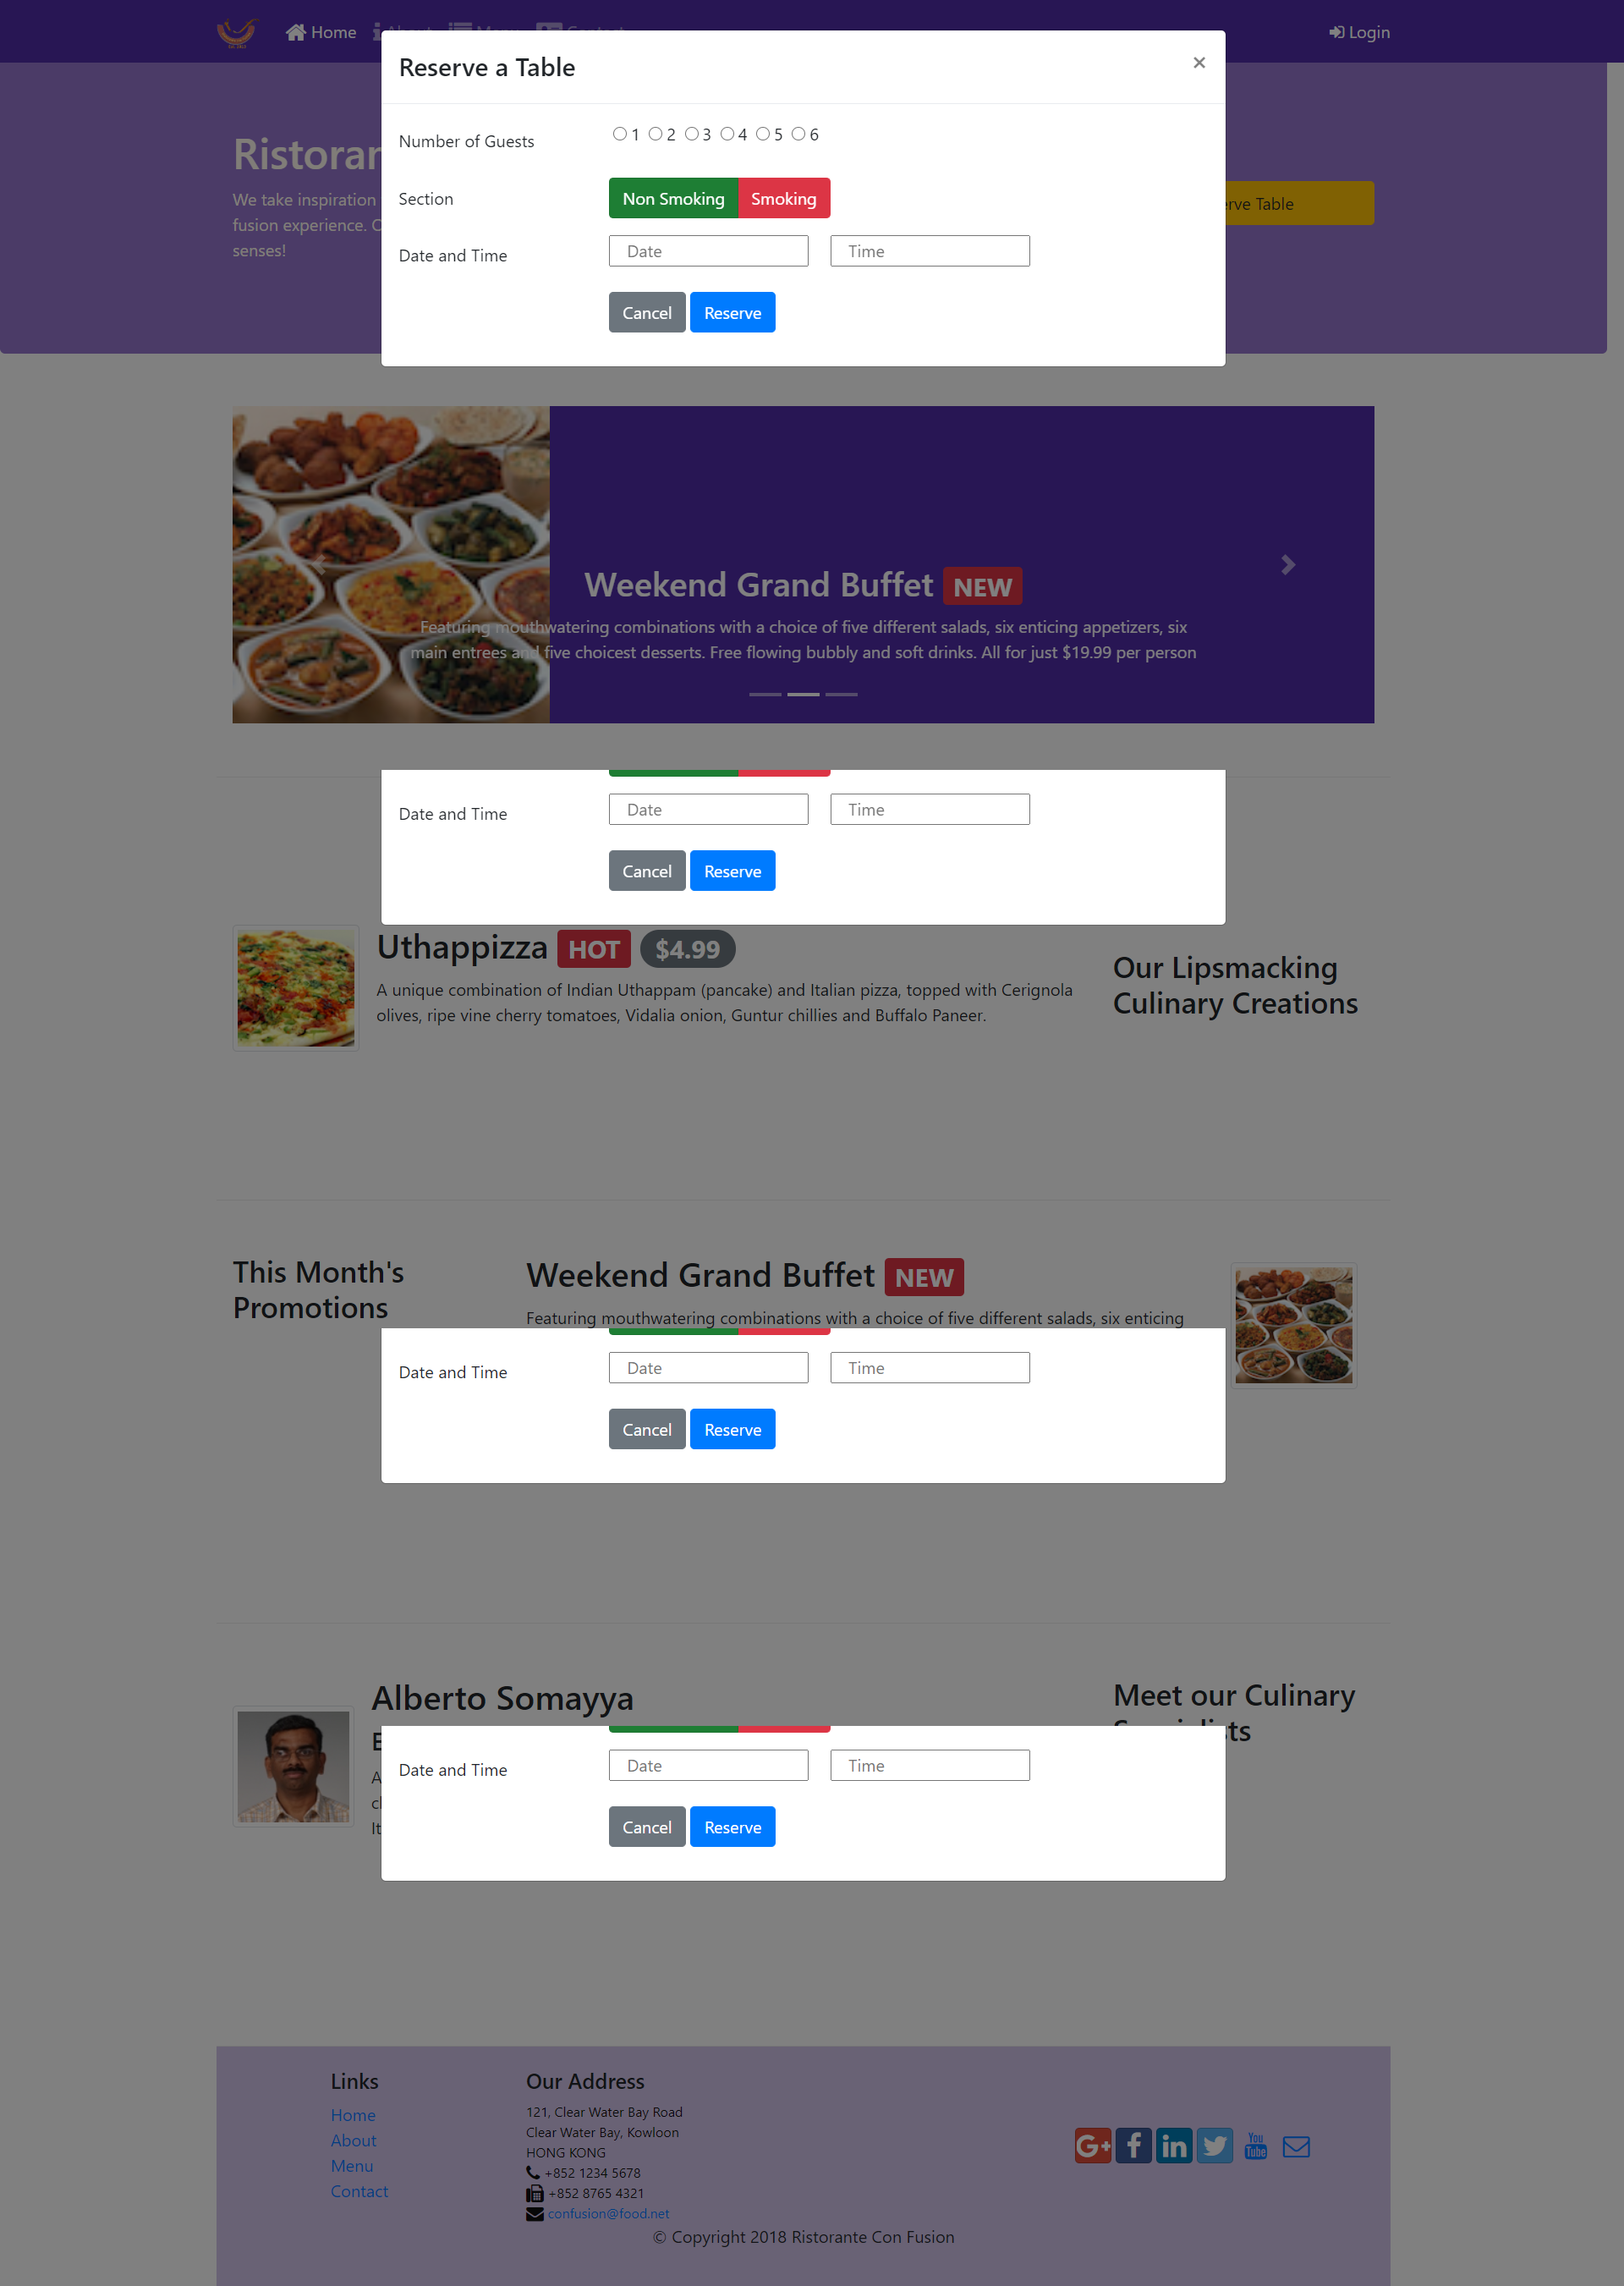 Home
Login
Reserve a Table
×
Number of Guests
1 2 3 4 5 6
Section
Non Smoking Smoking
Date and Time
Date Time
Cancel Reserve
We take inspiration
fusion experience.
senses!
Table
Weekend Grand Buffet NEW
Featuring mouthwatering combinations with a choice of five different salads, six enticing appetizers, six
main entrees and five choicest desserts. Free flowing bubbly and soft drinks. All for just $19.99 per person
Date and Time
Date Time
Cancel Reserve
Uthappizza HOT $4.99
A unique combination of Indian Uthappam (pancake) and Italian pizza, topped with Cerignola
olives, ripe vine cherry tomatoes, Vidalia onion, Guntur chillies and Buffalo Paneer.
Our Lipsmacking
Culinary Creations
This Month's
Promotions
Weekend Grand Buffet NEW
Featuring mouthwatering combinations with a choice of five different salads, six enticing
Date and Time
Date Time
Cancel Reserve
Alberto Somayya
Meet our Culinary
Date and Time
Date Time
Cancel Reserve
Links
Home
About
Menu
Contact
Our Address
121, Clear Water Bay Road
Clear Water Bay, Kowloon
HONG KONG
+852 1234 5678
+852 8765 4321
confusion@food.net
G+ f in You Tube
© Copyright 2018 Ristorante Con Fusion